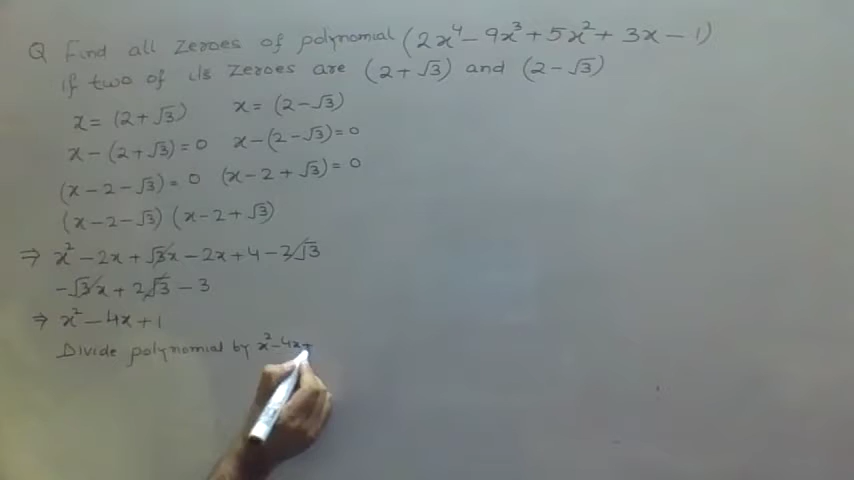 Q Find all Zeroes of polynomial (2x⁴ - 9x³ + 5x² + 3x - 1)
if two of its Zeroes are (2 + √3) and (2 - √3)
x = (2 + √3) x = (2 - √3)
x - (2 + √3) = 0 x - (2 - √3) = 0
(x - 2 - √3) = 0 (x - 2 + √3) = 0
(x - 2 - √3) (x - 2 + √3)
⇒ x² - 2x + √3x - 2x + 4 - 2√3
- √3x + 2√3 - 3
⇒ x² - 4x + 1
Divide polynomial by x² - 4x +